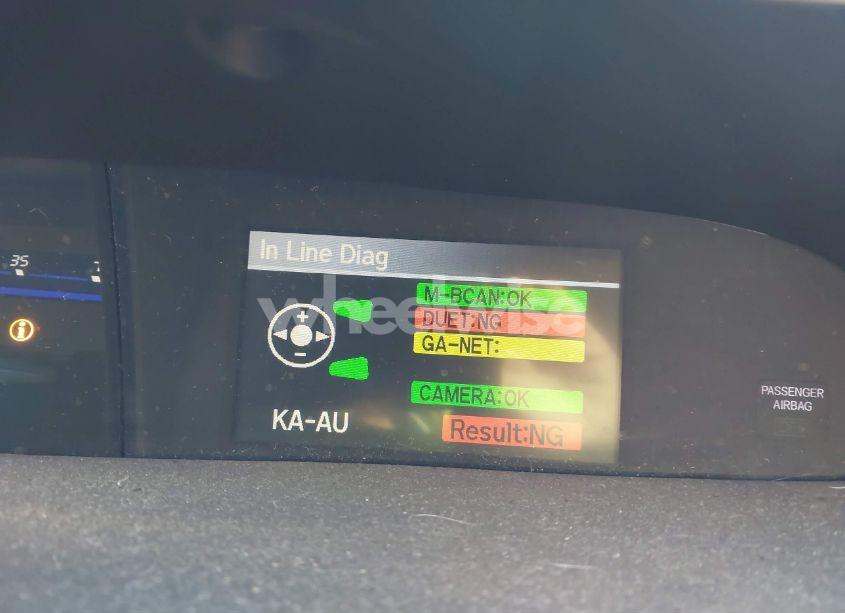 In Line Diag
M-BCAN:OK
DUET:NG
GA-NET:
CAMERA:OK
Result:NG
KA-AU
+
-
35
i
PASSENGER
AIRBAG